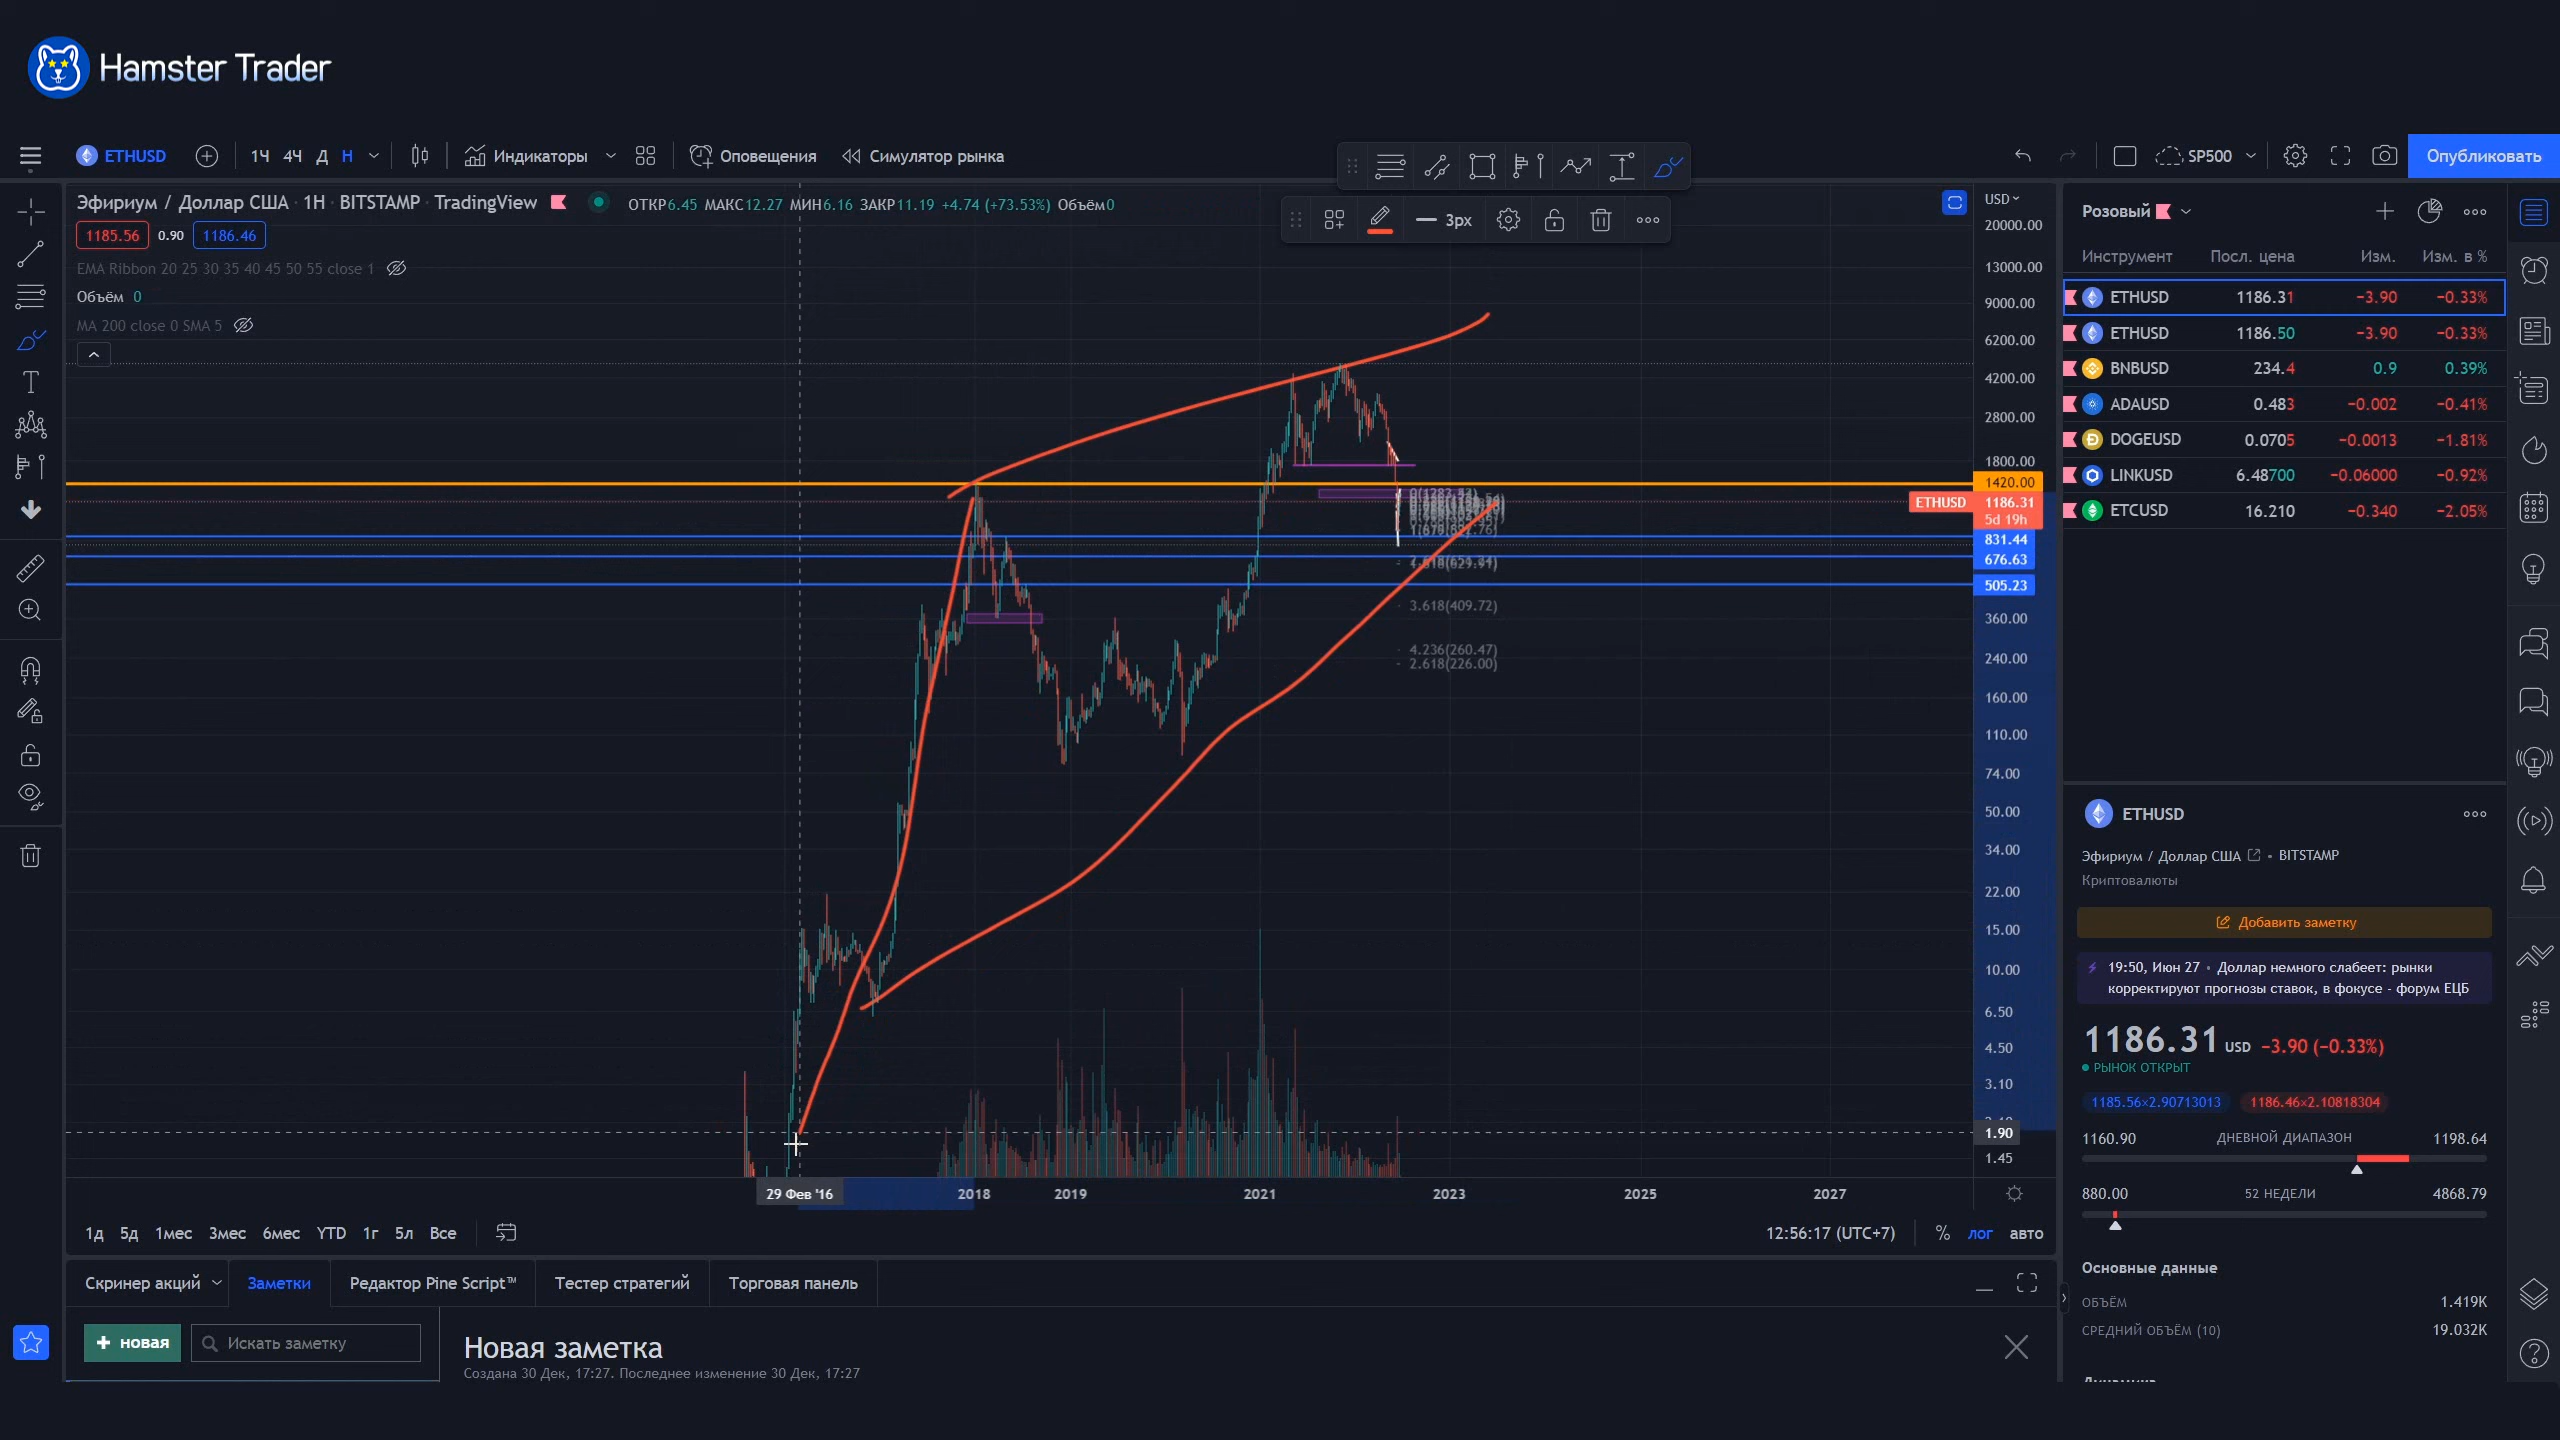 Hamster Trader
ETHUSD
1Ч 4Ч Д Н
Индикаторы
Оповещения
Симулятор рынка
SP500
Опубликовать
Эфириум / Доллар США · 1Н · BITSTAMP · TradingView
ОТКР6.45 МАКС12.27 МИН6.16 ЗАКР11.19 +4.74 (+73.53%) Объём0
1185.56 0.90 1186.46
EMA Ribbon 20 25 30 35 40 45 50 55 close 1
Объём 0
MA 200 close 0 SMA 5
3px
USD
20000.00
13000.00
9000.00
6200.00
4200.00
2800.00
1800.00
1420.00
ETHUSD 1186.31
5d 19h
831.44
676.63
505.23
360.00
240.00
160.00
110.00
74.00
50.00
34.00
22.00
15.00
10.00
6.50
4.50
3.10
1.90
1.45
3.618(409.72)
4.236(260.47)
2.618(226.00)
29 Фев '16 2018 2019 2021 2023 2025 2027
1д 5д 1мес 3мес 6мес YTD 1г 5л Все
12:56:17 (UTC+7) % лог авто
Скринер акций Заметки Редактор Pine Script™ Тестер стратегий Торговая панель
+ новая
Искать заметку
Новая заметка
Создана 30 Дек, 17:27. Последнее изменение 30 Дек, 17:27
Розовый
Инструмент Посл. цена Изм. Изм. в %
ETHUSD 1186.31 −3.90 −0.33%
ETHUSD 1186.50 −3.90 −0.33%
BNBUSD 234.4 0.9 0.39%
ADAUSD 0.483 −0.002 −0.41%
DOGEUSD 0.0705 −0.0013 −1.81%
LINKUSD 6.48700 −0.06000 −0.92%
ETCUSD 16.210 −0.340 −2.05%
ETHUSD
Эфириум / Доллар США • BITSTAMP
Криптовалюты
Добавить заметку
19:50, Июн 27 • Доллар немного слабеет: рынки
корректируют прогнозы ставок, в фокусе - форум ЕЦБ
1186.31 USD −3.90 (−0.33%)
РЫНОК ОТКРЫТ
1185.56×2.90713013 1186.46×2.10818304
1160.90 ДНЕВНОЙ ДИАПАЗОН 1198.64
880.00 52 НЕДЕЛИ 4868.79
Основные данные
ОБЪЁМ 1.419K
СРЕДНИЙ ОБЪЁМ (10) 19.032K